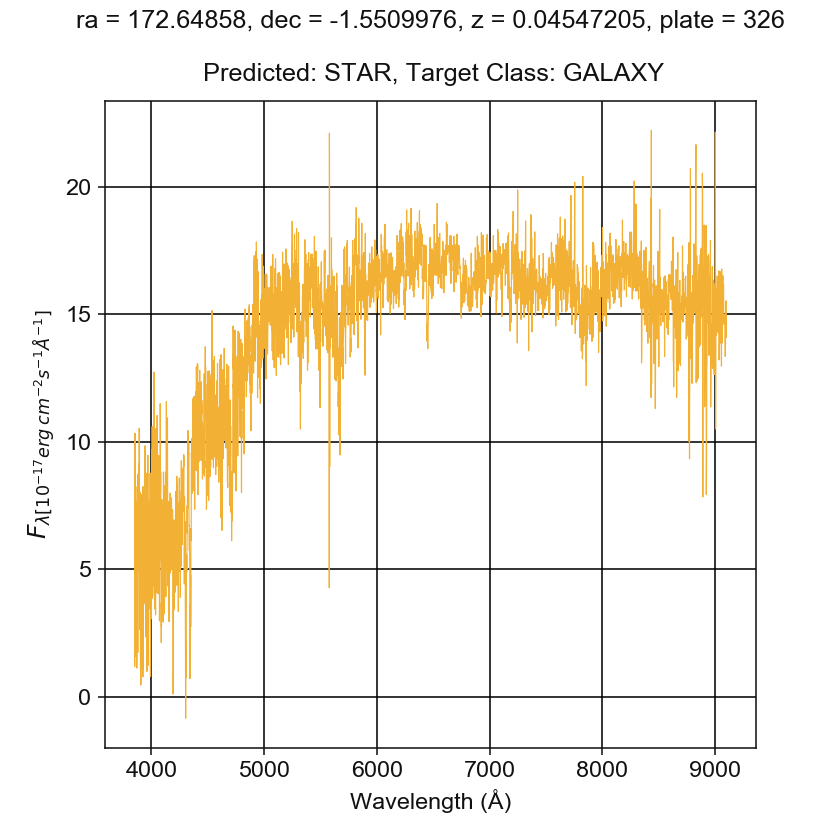 ra = 172.64858, dec = -1.5509976, z = 0.04547205, plate = 326
Predicted: STAR, Target Class: GALAXY
20
15
10
5
0
F_λ[10^−17 erg cm^−2 s^−1 Å^−1]
4000 5000 6000 7000 8000 9000
Wavelength (Å)